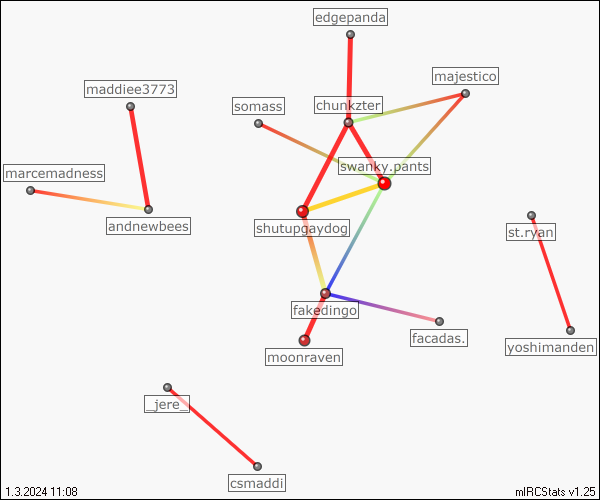 edgepanda
majestico
maddiee3773
somass
chunkzter
swanky.pants
marcemadness
andnewbees
shutupgaydog
st.ryan
fakedingo
facadas.
yoshimanden
moonraven
_jere_
csmaddi
1.3.2024 11:08
mIRCStats v1.25